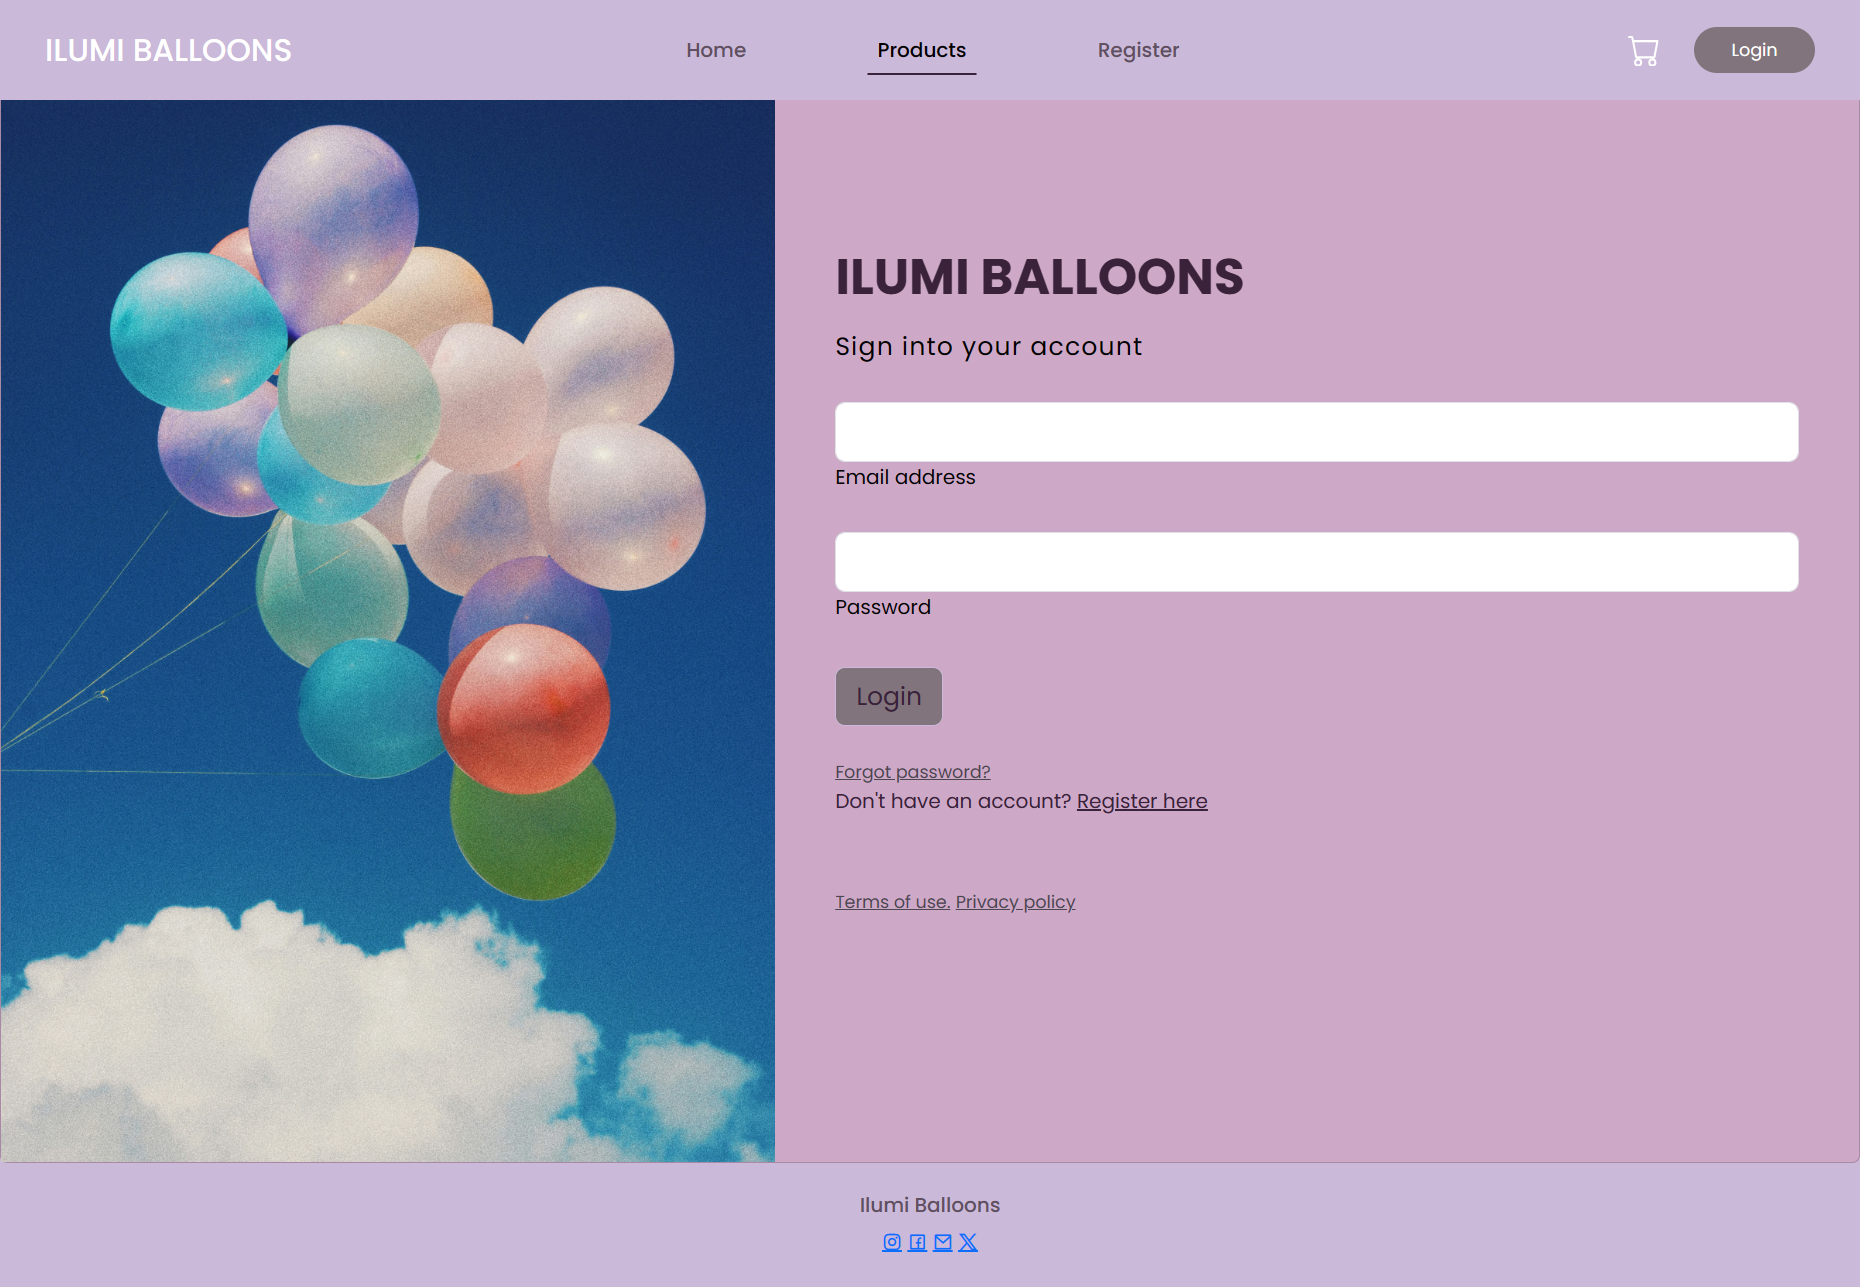 ILUMI BALLOONS
Home
Products
Register
Login
ILUMI BALLOONS
Sign into your account
Email address
Password
Login
Forgot password?
Don't have an account? Register here
Terms of use. Privacy policy
Ilumi Balloons